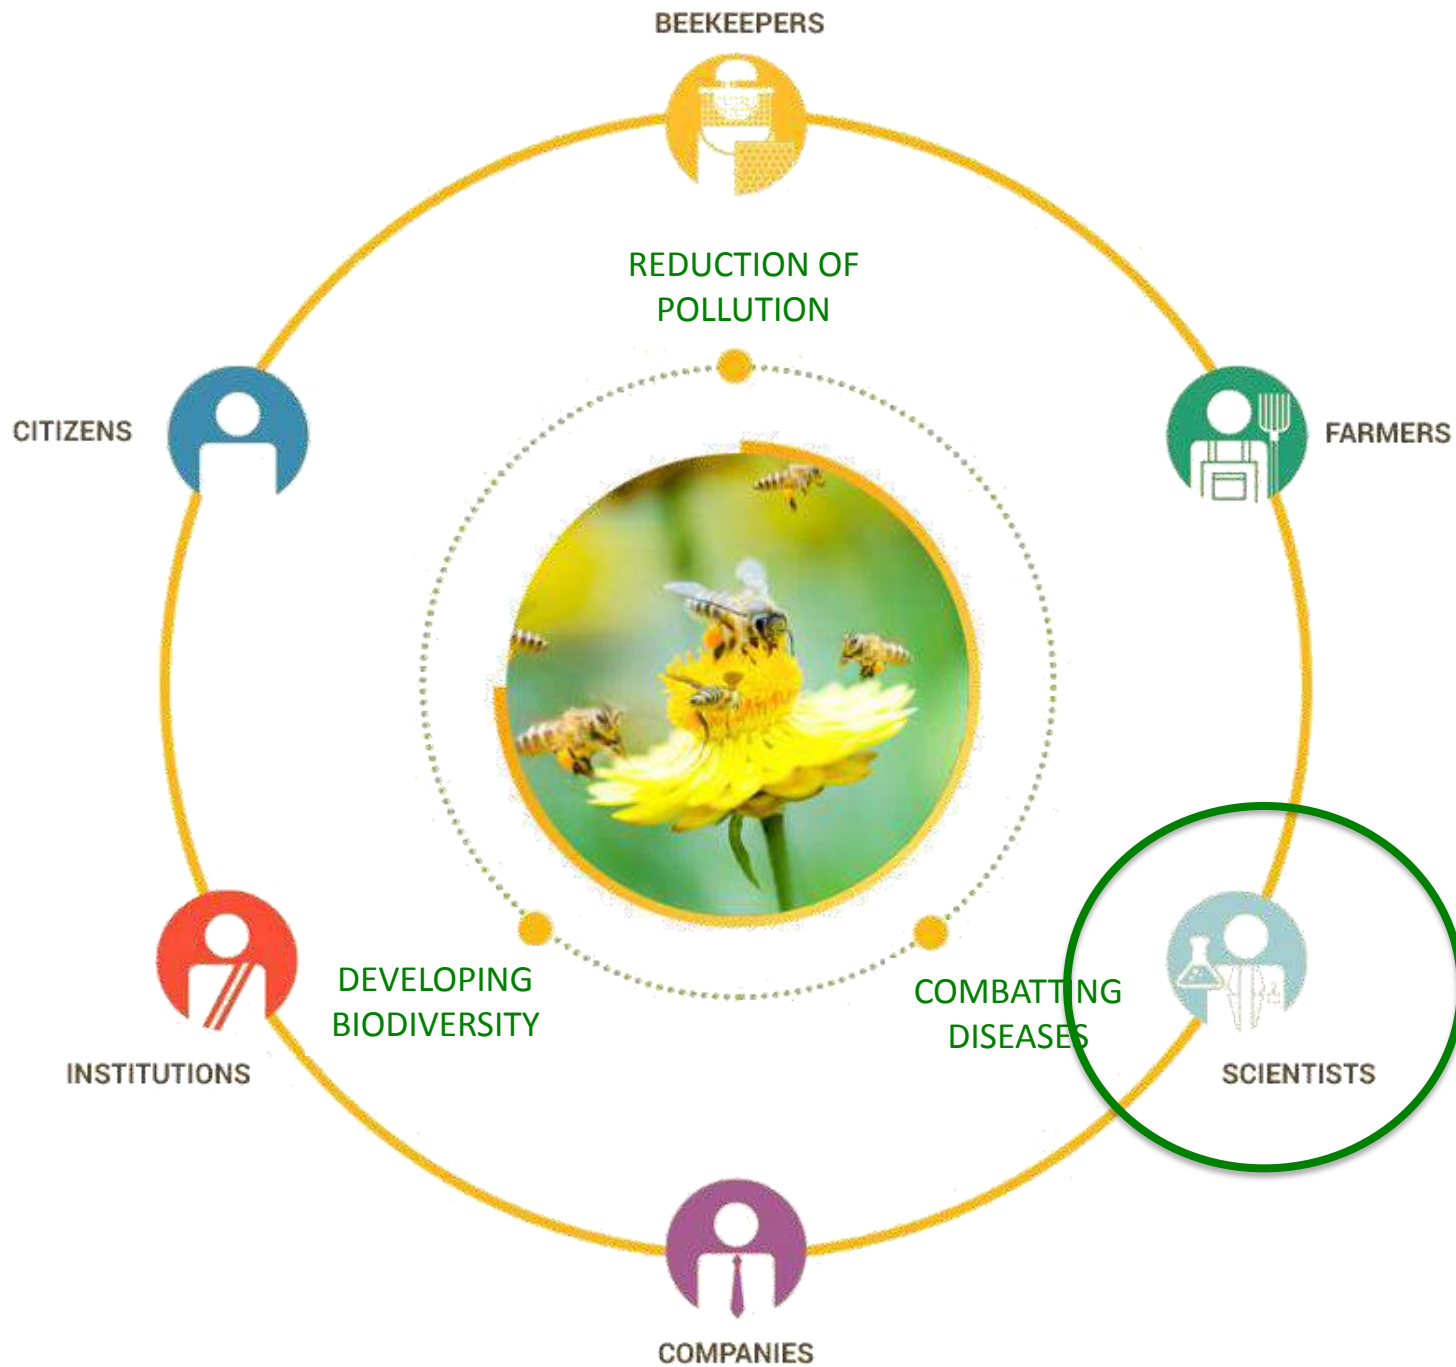 BEEKEEPERS
REDUCTION OF
POLLUTION
CITIZENS
FARMERS
DEVELOPING
BIODIVERSITY
COMBATTING
DISEASES
INSTITUTIONS
SCIENTISTS
COMPANIES